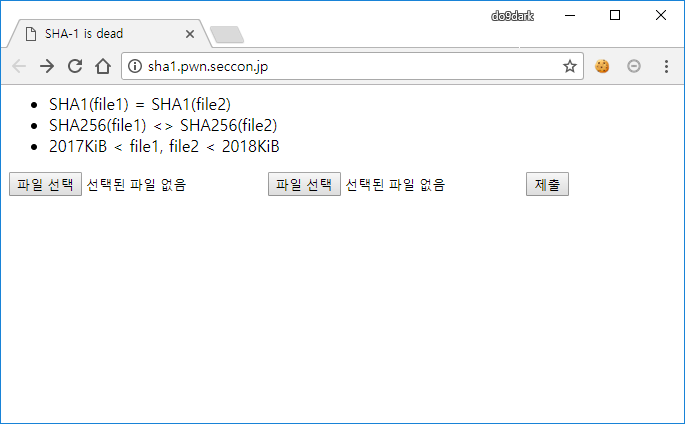 do9dark
SHA-1 is dead
sha1.pwn.seccon.jp
SHA1(file1) = SHA1(file2)
SHA256(file1) <> SHA256(file2)
2017KiB < file1, file2 < 2018KiB
파일 선택 선택된 파일 없음 파일 선택 선택된 파일 없음 제출